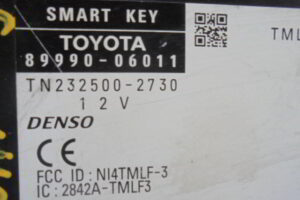 SMART KEY
TOYOTA
89990-06011
TML
TN232500-2730
12V
DENSO
CE
FCC ID : NI4TMLF-3
IC : 2842A-TMLF3